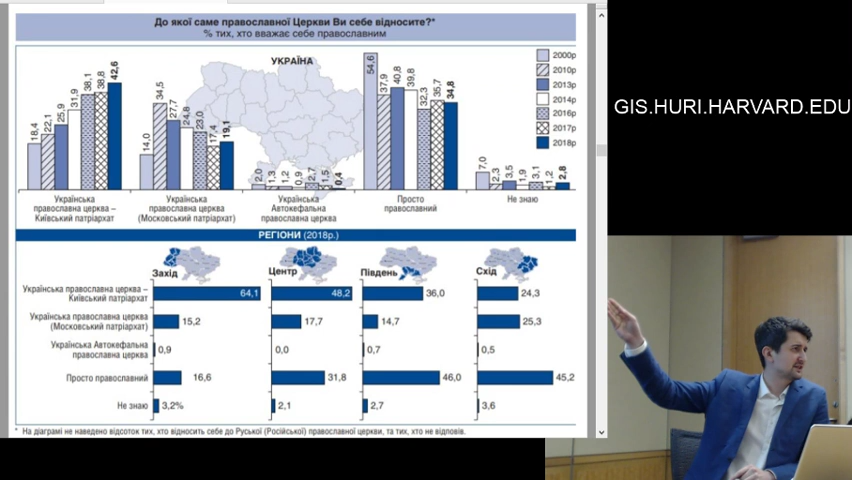 До якої саме православної Церкви Ви себе відносите?*
% тих, хто вважає себе православним
УКРАЇНА
2000р
2010р
2013р
2014р
2016р
2017р
2018р
18,4 22,1 25,9 31,9 38,1 38,8 42,6
14,0 34,5 27,7 24,8 23,0 17,4 19,1
2,0 1,3 1,2 0,9 2,7 1,5 0,4
54,6 37,9 40,8 39,8 32,3 35,7 34,8
7,0 2,3 3,5 1,9 3,1 1,2 2,8
Українська
православна церква –
Київський патріархат
Українська
православна церква
(Московський патріархат)
Українська
Автокефальна
православна церква
Просто
православний
Не знаю
РЕГІОНИ (2018р.)
Захід Центр Південь Схід
Українська православна церква –
Київський патріархат
64,1 48,2 36,0 24,3
Українська православна церква
(Московський патріархат)
15,2 17,7 14,7 25,3
Українська Автокефальна
православна церква
0,9 0,0 0,7 0,5
Просто православний 16,6 31,8 46,0 45,2
Не знаю 3,2% 2,1 2,7 3,6
* На діаграмі не наведено відсоток тих, хто відносить себе до Руської (Російської) православної церкви, та тих, хто не відповів.
GIS.HURI.HARVARD.EDU